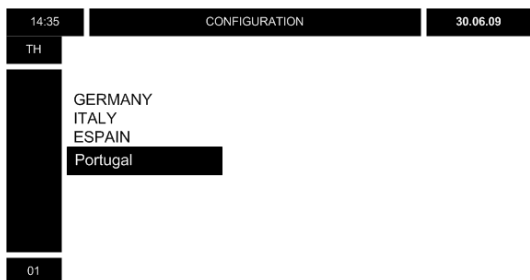 14:35 CONFIGURATION 30.06.09
TH
GERMANY
ITALY
ESPAIN
Portugal
01